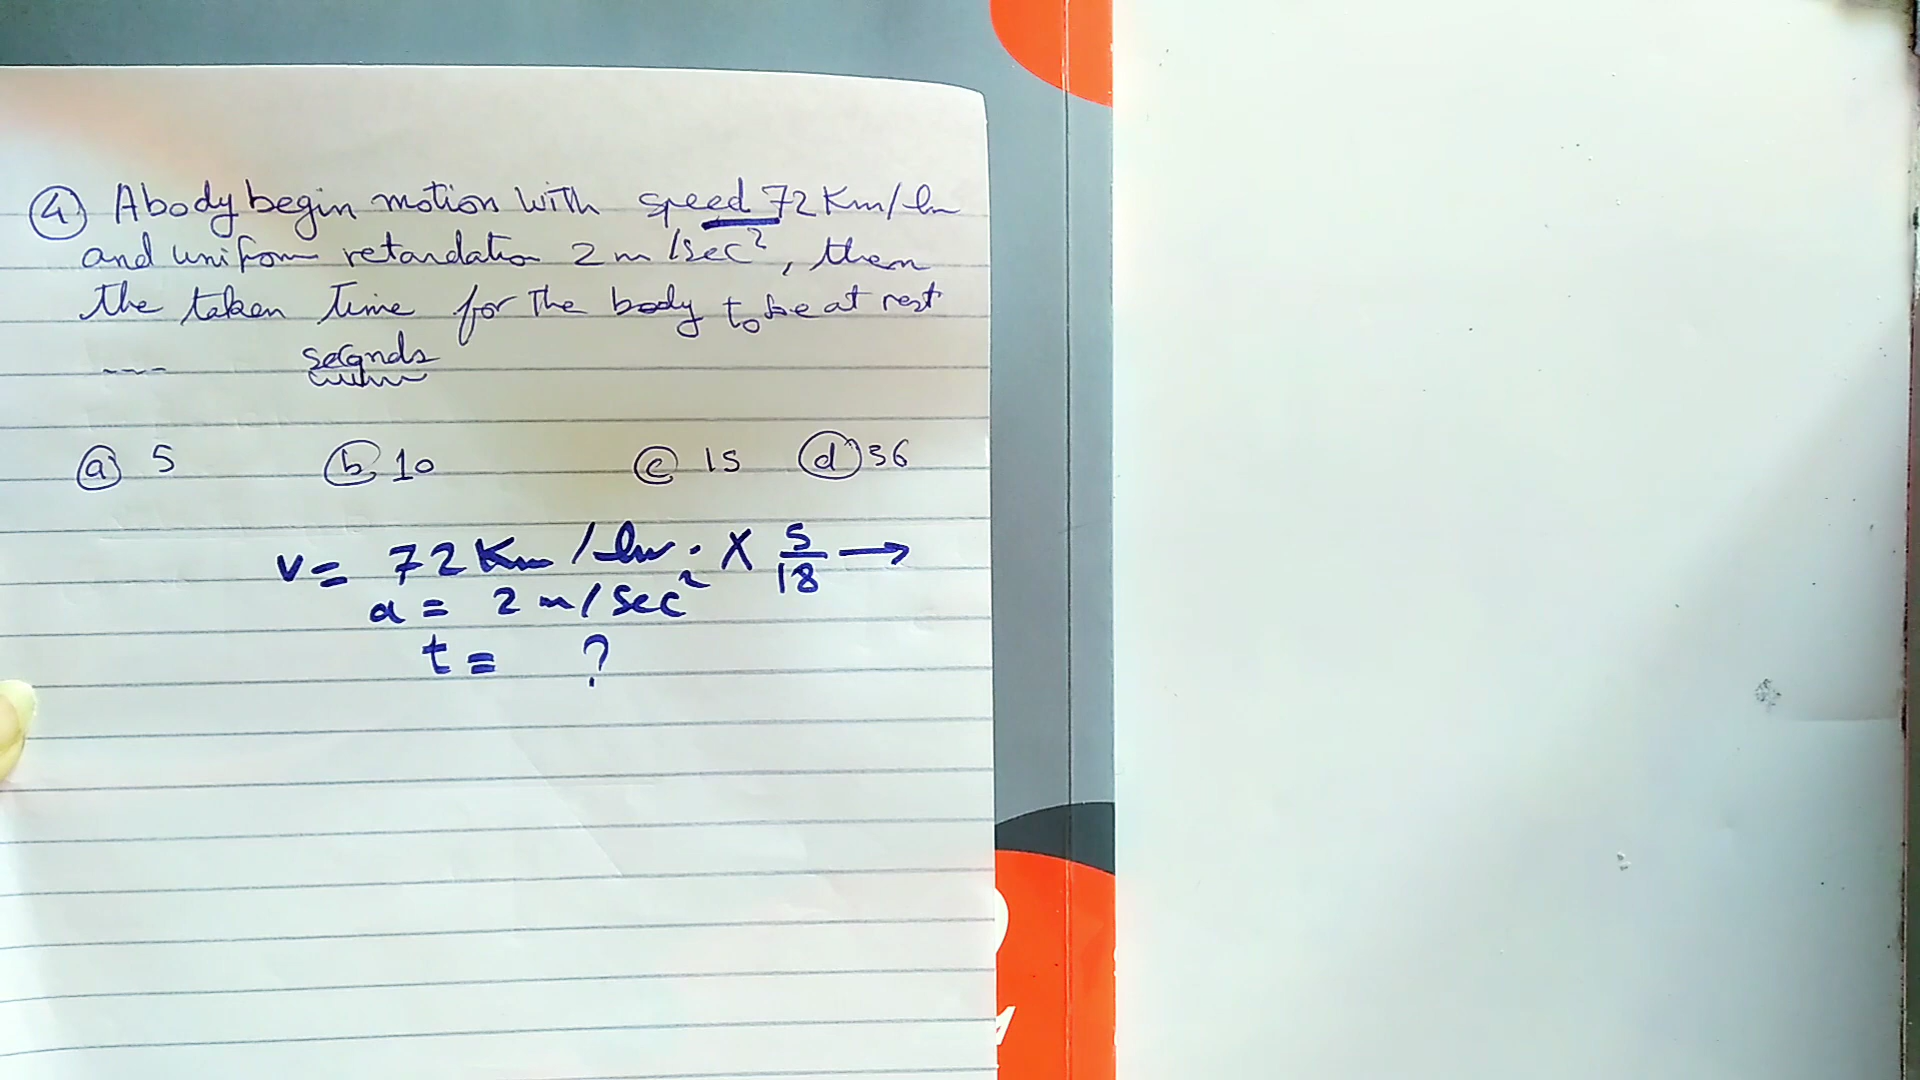 ④ A body begin motion with speed 72 Km/hr
and uniform retardation 2 m/sec², then
the taken time for the body to be at rest
---- seconds
ⓐ 5 ⓑ 10 ⓒ 15 ⓓ 36
v = 72 Km/hr. X 5/18 →
a = 2 m/sec²
t = ?